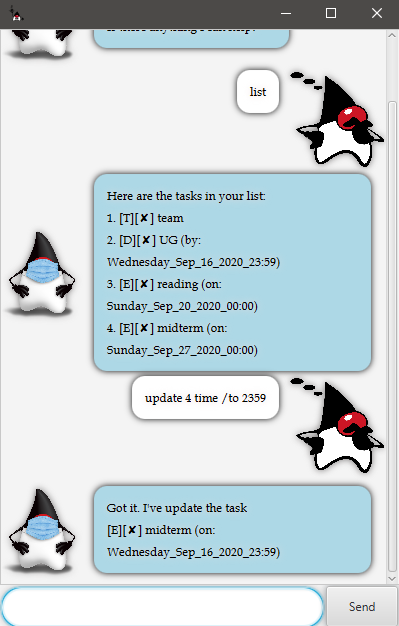 list
Here are the tasks in your list:
1. [T][✘] team
2. [D][✘] UG (by:
Wednesday_Sep_16_2020_23:59)
3. [E][✘] reading (on:
Sunday_Sep_20_2020_00:00)
4. [E][✘] midterm (on:
Sunday_Sep_27_2020_00:00)
update 4 time /to 2359
Got it. I've update the task
[E][✘] midterm (on:
Wednesday_Sep_16_2020_23:59)
Send